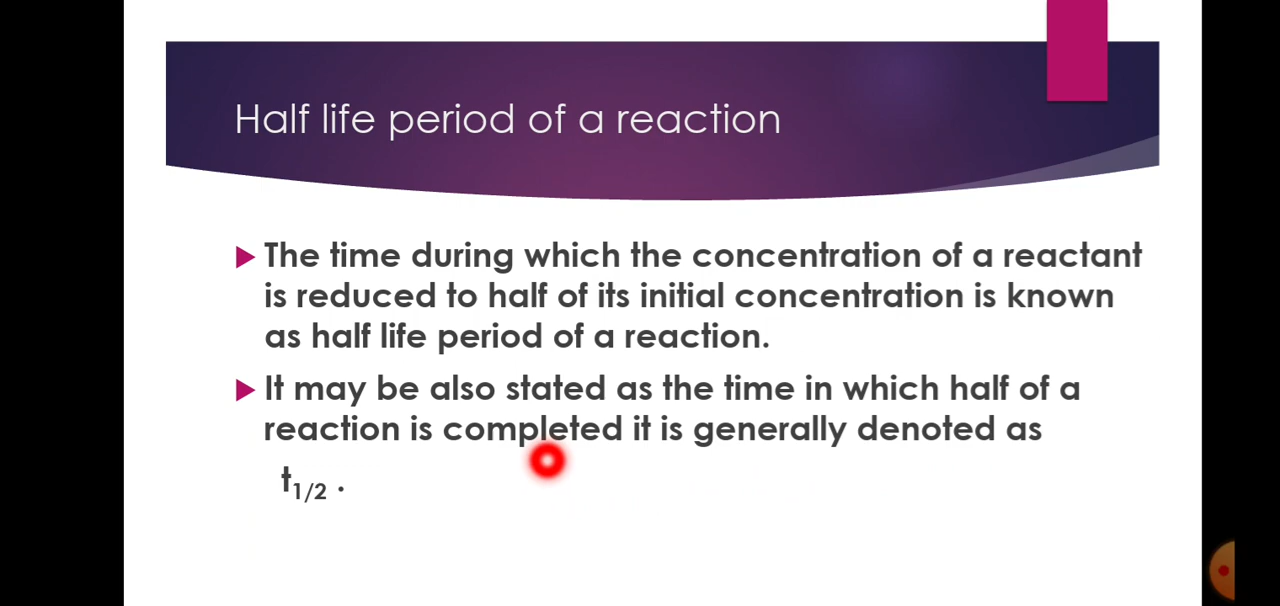 Half life period of a reaction
The time during which the concentration of a reactant
is reduced to half of its initial concentration is known
as half life period of a reaction.
It may be also stated as the time in which half of a
reaction is completed it is generally denoted as
t1/2 .